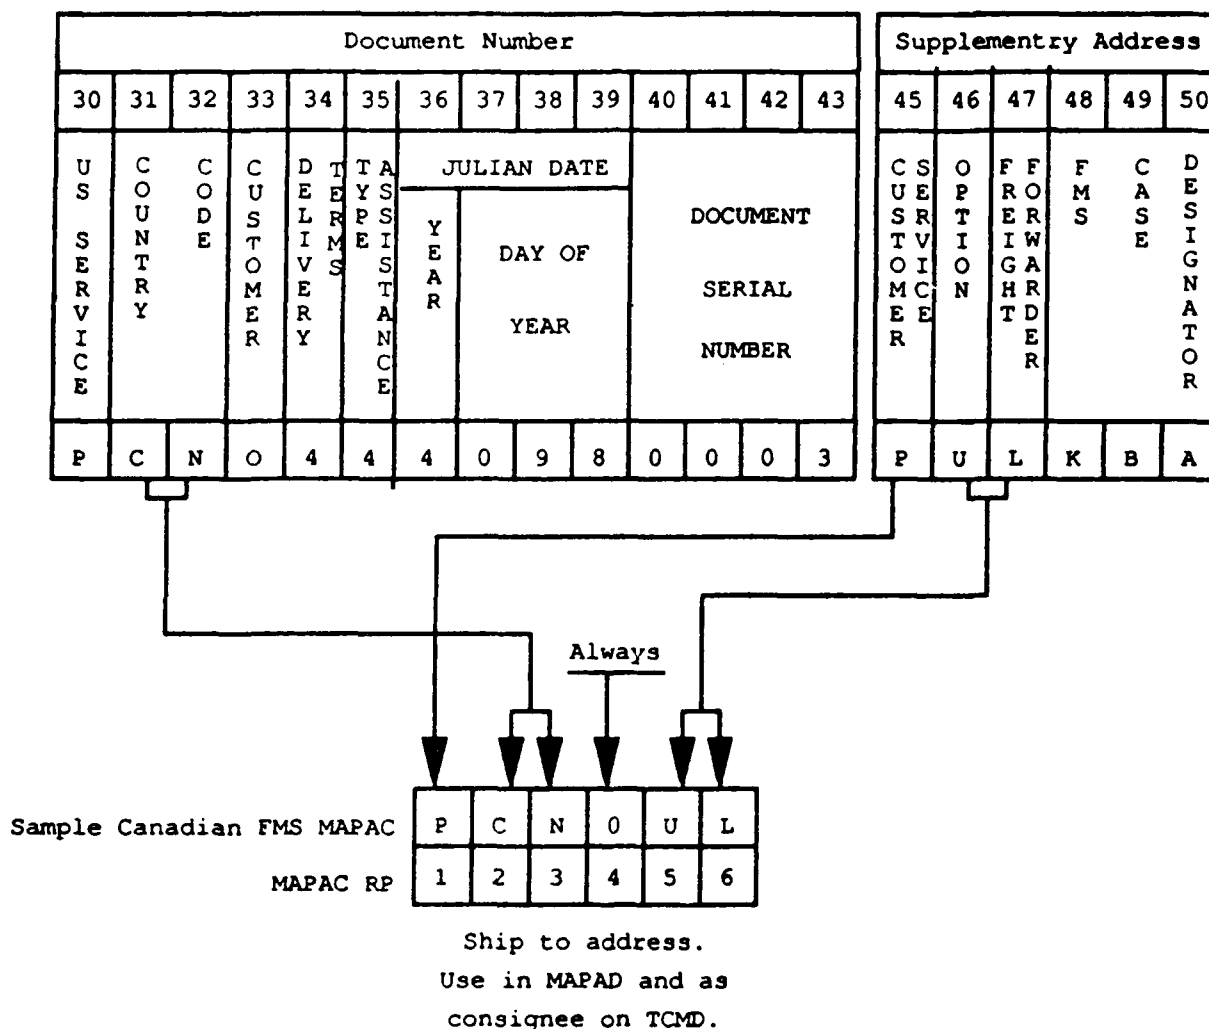 Document Number
Supplementry Address
30 31 32 33 34 35 36 37 38 39 40 41 42 43
45 46 47 48 49 50
US SERVICE
COUNTRY
CODE
CUSTOMER
DELIVERY
TERMS
TYPE
ASSISTANCE
JULIAN DATE
YEAR
DAY OF
YEAR
DOCUMENT
SERIAL
NUMBER
CUSTOMER
SERVICE
OPTION
FREIGHT
FORWARDER
FMS
CASE
DESIGNATOR
P C N O 4 4 4 0 9 8 0 0 0 3
P U L K B A
Always
Sample Canadian FMS MAPAC P C N 0 U L
MAPAC RP 1 2 3 4 5 6
Ship to address.
Use in MAPAD and as
consignee on TCMD.